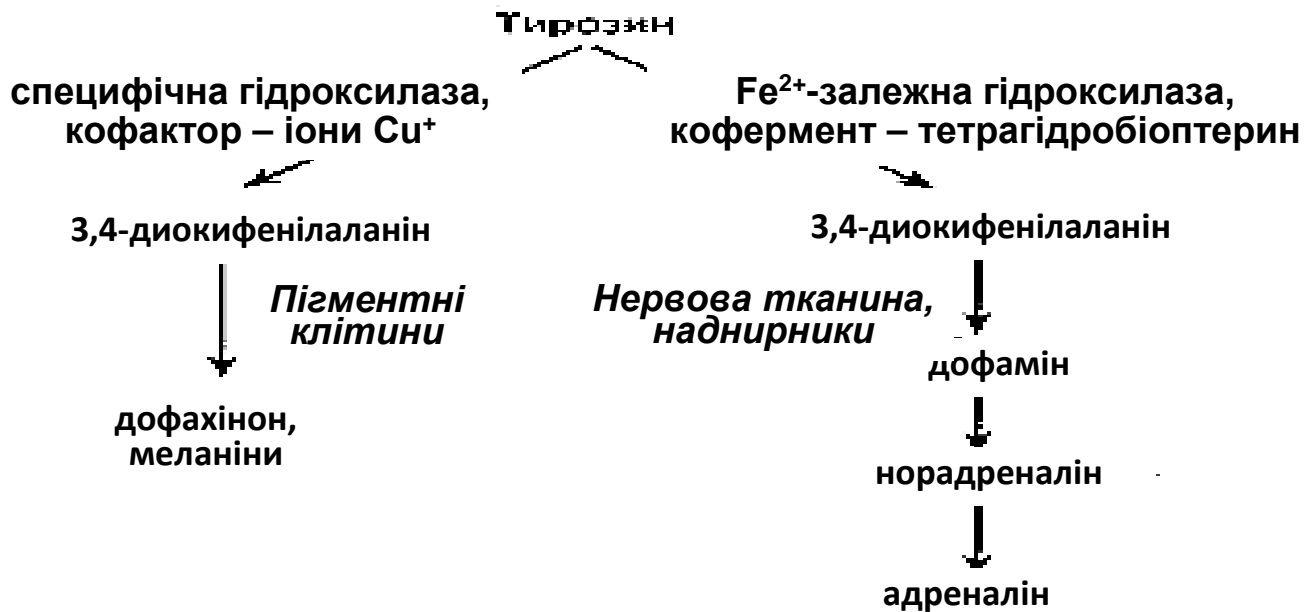 Тирозин
специфічна гідроксилаза,
кофактор – іони Cu⁺
Fe²⁺-залежна гідроксилаза,
кофермент – тетрагідробіоптерин
3,4-диокифенілаланін
3,4-диокифенілаланін
Пігментні
клітини
Нервова тканина,
наднирники
дофамін
дофахінон,
меланіни
норадреналін
адреналін